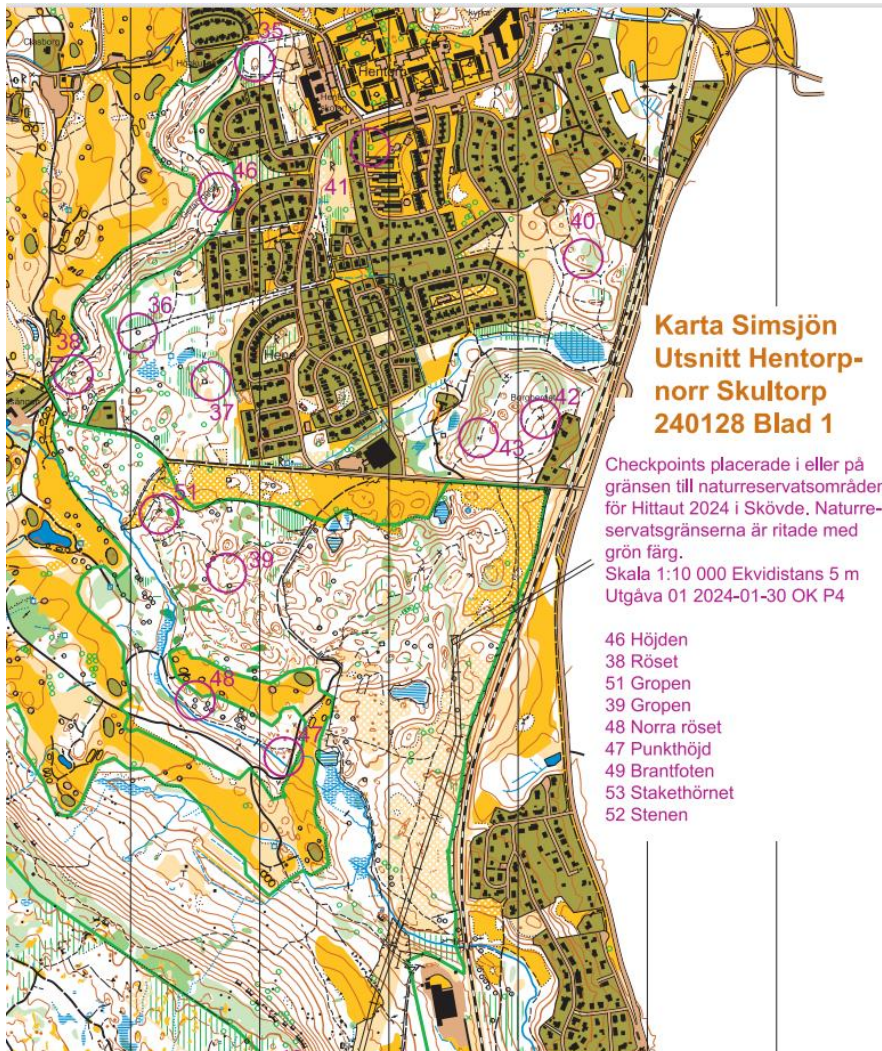 35
Hentorp
46
41
40
36
38
37
42
43
51
39
48
47
Karta Simsjön
Utsnitt Hentorp-
norr Skultorp
240128 Blad 1
Checkpoints placerade i eller på
gränsen till naturreservatsområden
för Hittaut 2024 i Skövde. Naturre-
servatsgränserna är ritade med
grön färg.
Skala 1:10 000 Ekvidistans 5 m
Utgåva 01 2024-01-30 OK P4
46 Höjden
38 Röset
51 Gropen
39 Gropen
48 Norra röset
47 Punkthöjd
49 Brantfoten
53 Stakethörnet
52 Stenen